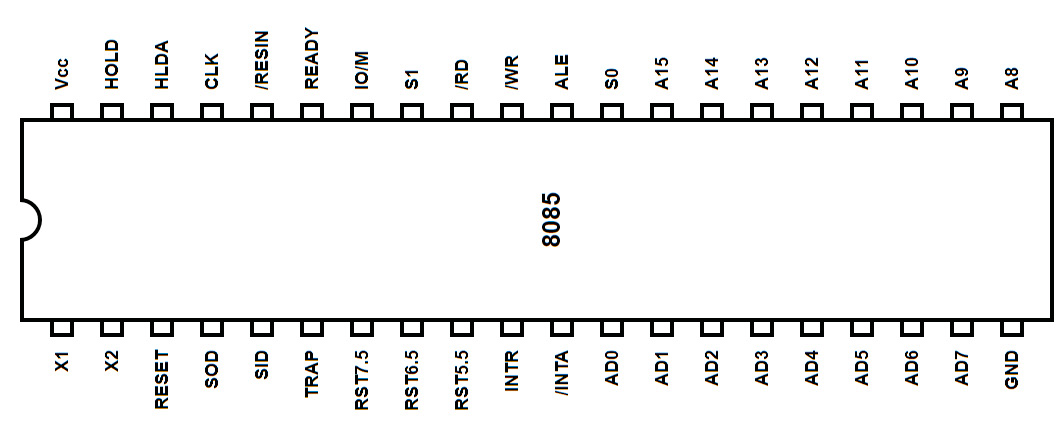 Vcc
HOLD
HLDA
CLK
/RESIN
READY
IO/M
S1
/RD
/WR
ALE
S0
A15
A14
A13
A12
A11
A10
A9
A8
8085
X1
X2
RESET
SOD
SID
TRAP
RST7.5
RST6.5
RST5.5
INTR
/INTA
AD0
AD1
AD2
AD3
AD4
AD5
AD6
AD7
GND